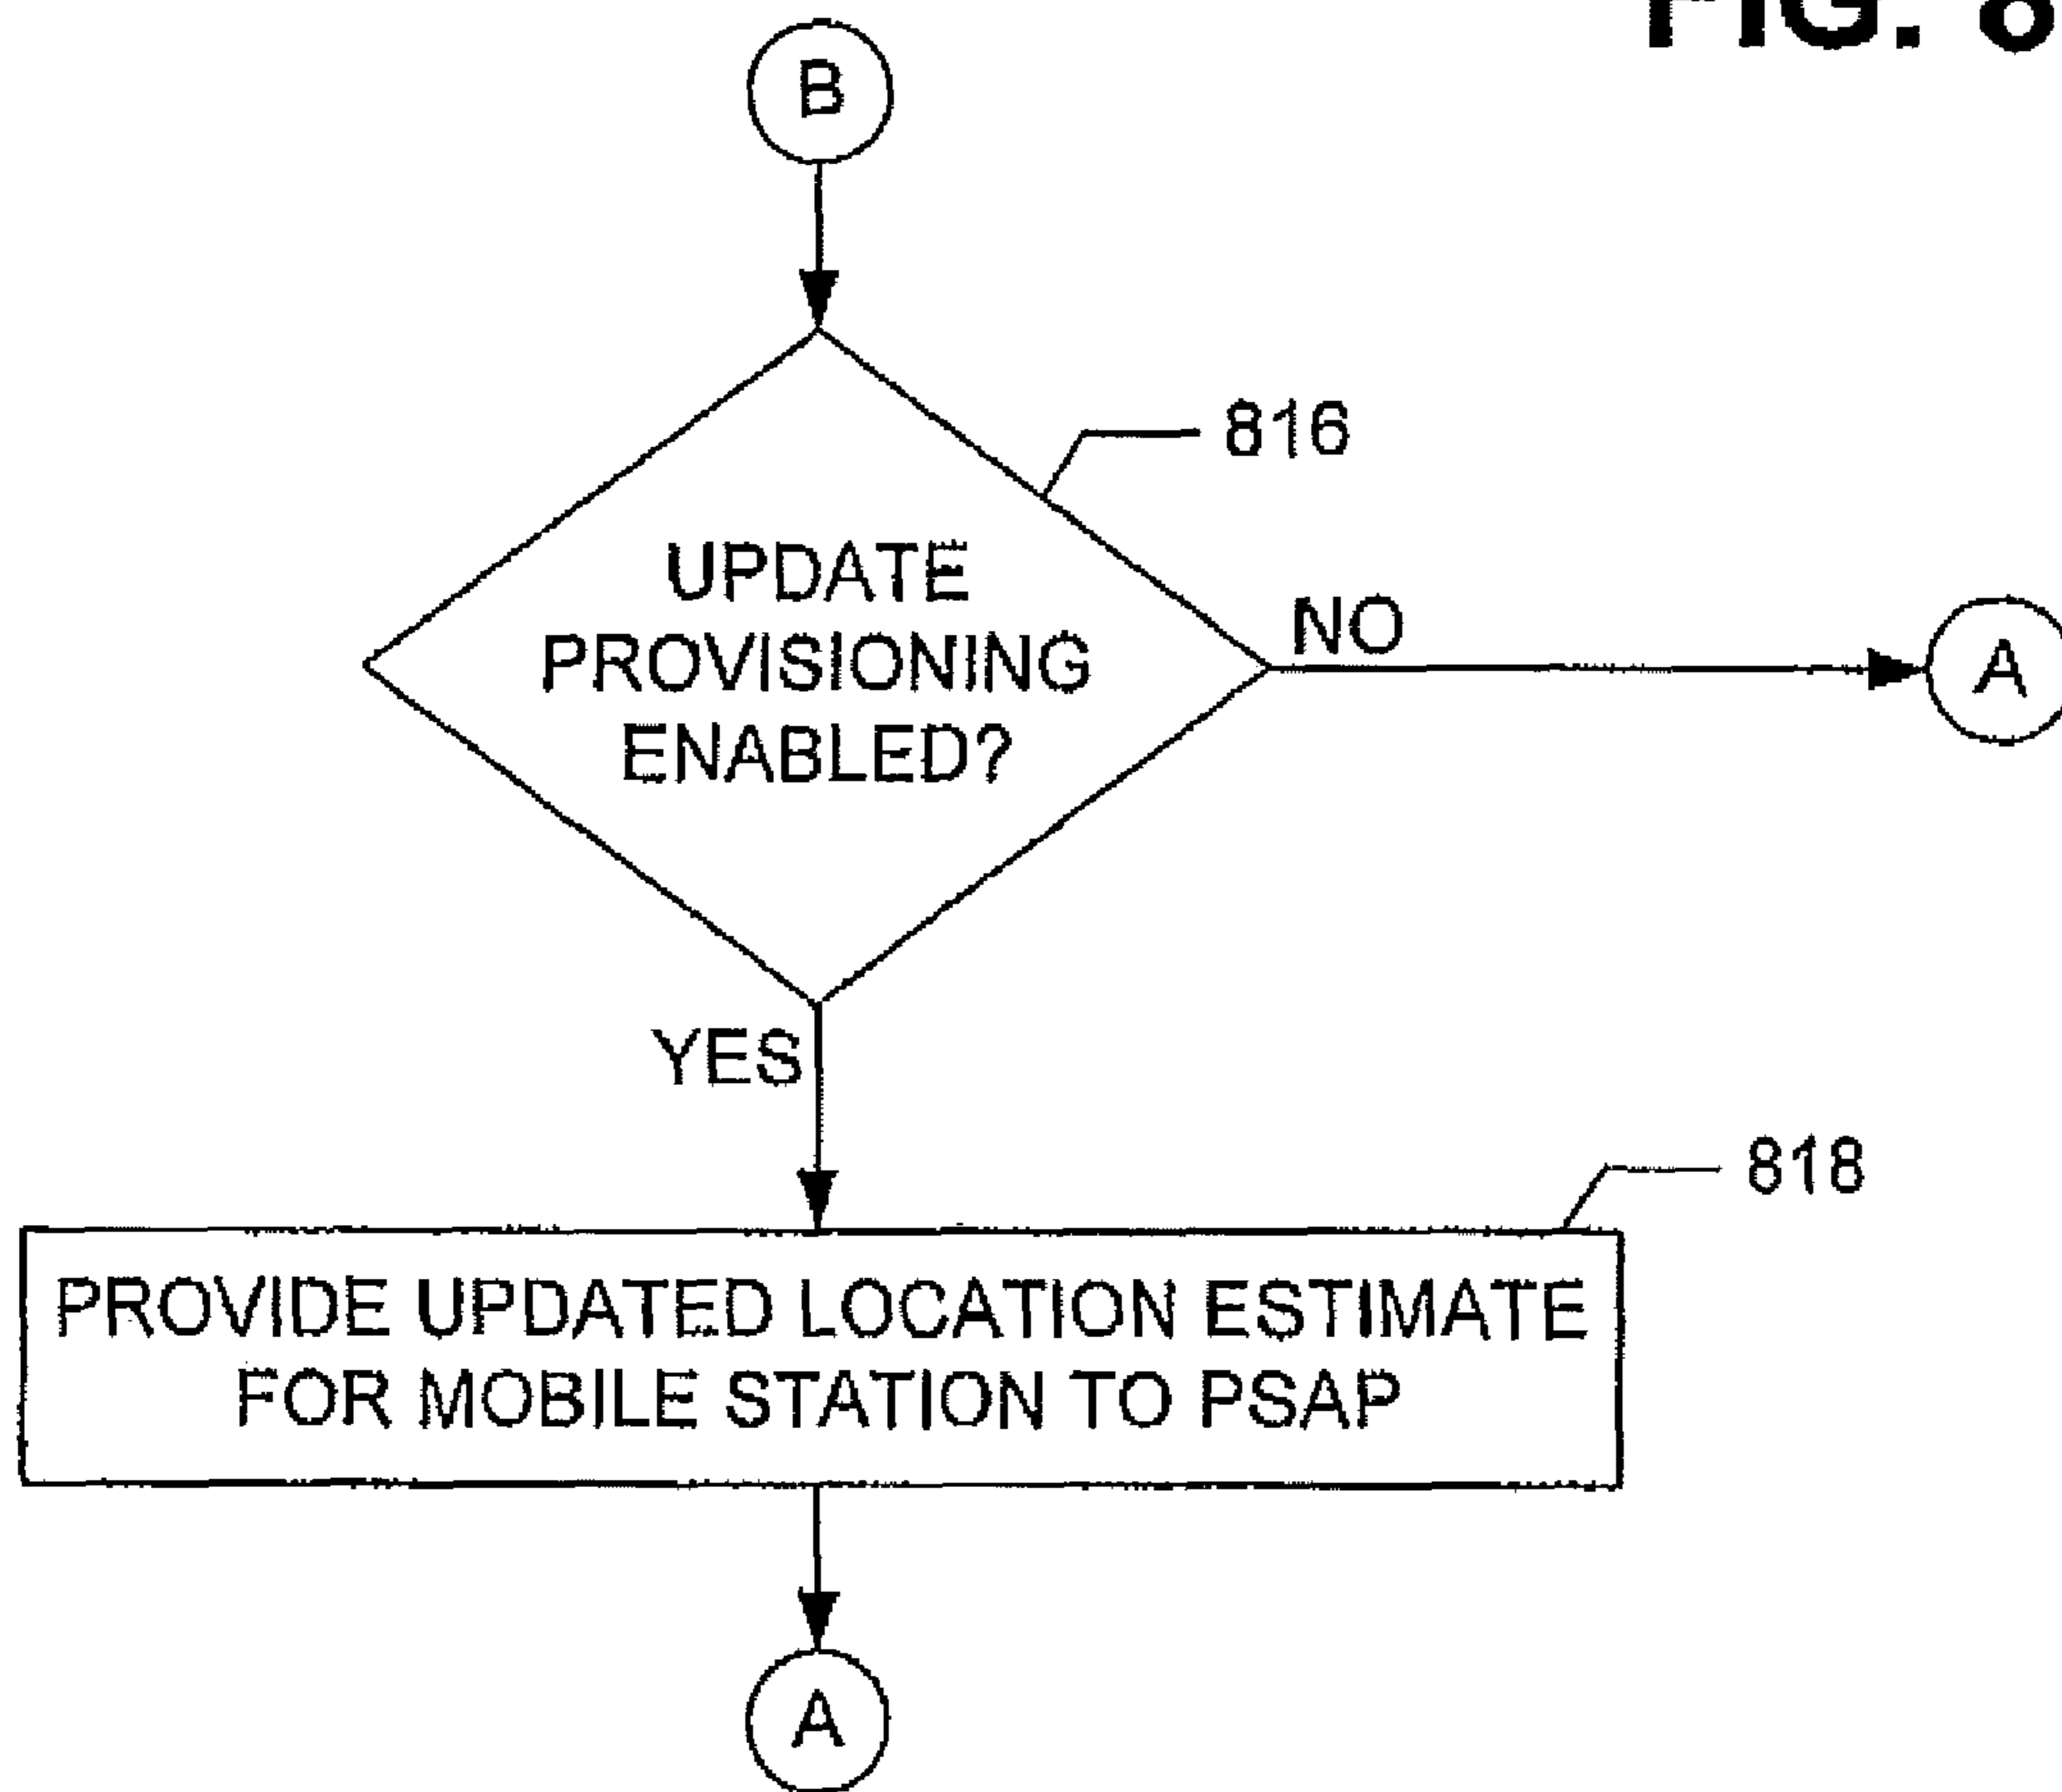 FIG. 8
B
816
UPDATE
PROVISIONING
ENABLED?
NO
A
YES
818
PROVIDE UPDATED LOCATION ESTIMATE
FOR MOBILE STATION TO PSAP
A